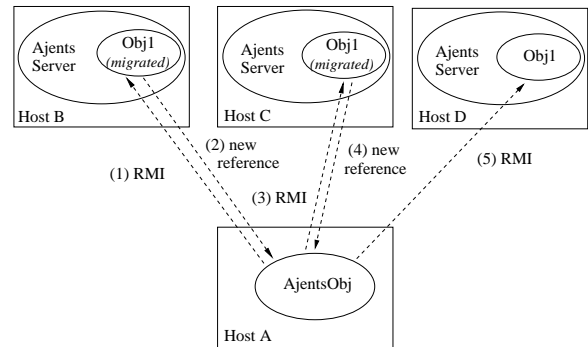 Ajents
Server
Obj1
(migrated)
Host B
Ajents
Server
Obj1
(migrated)
Host C
Ajents
Server
Obj1
Host D
(1) RMI
(2) new
reference
(3) RMI
(4) new
reference
(5) RMI
AjentsObj
Host A